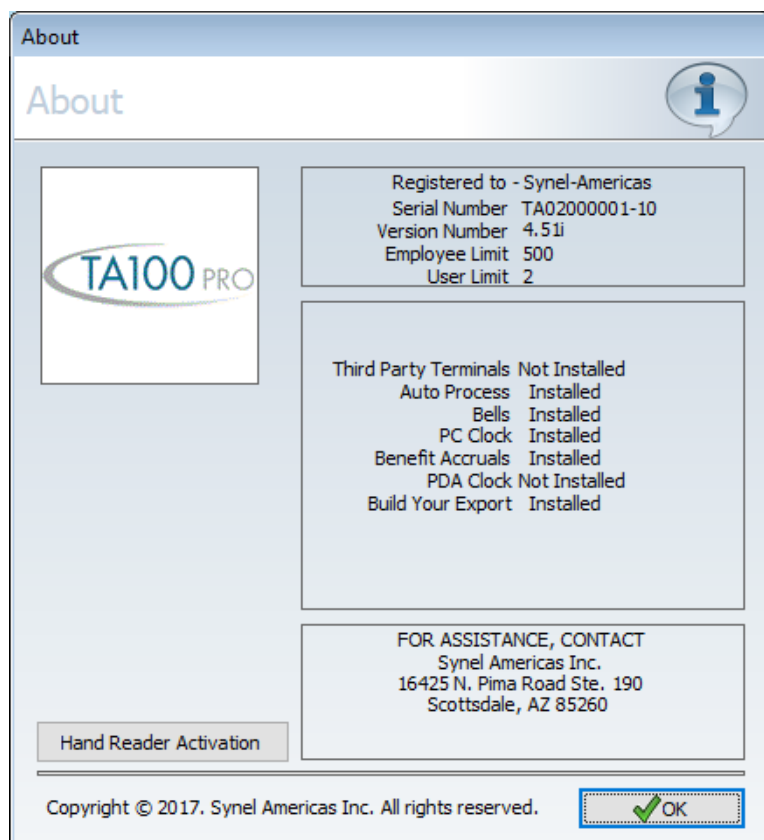 About
About
TA100 PRO
Registered to - Synel-Americas
Serial Number TA02000001-10
Version Number 4.51i
Employee Limit 500
User Limit 2
Third Party Terminals Not Installed
Auto Process Installed
Bells Installed
PC Clock Installed
Benefit Accruals Installed
PDA Clock Not Installed
Build Your Export Installed
FOR ASSISTANCE, CONTACT
Synel Americas Inc.
16425 N. Pima Road Ste. 190
Scottsdale, AZ 85260
Hand Reader Activation
Copyright © 2017. Synel Americas Inc. All rights reserved.
OK